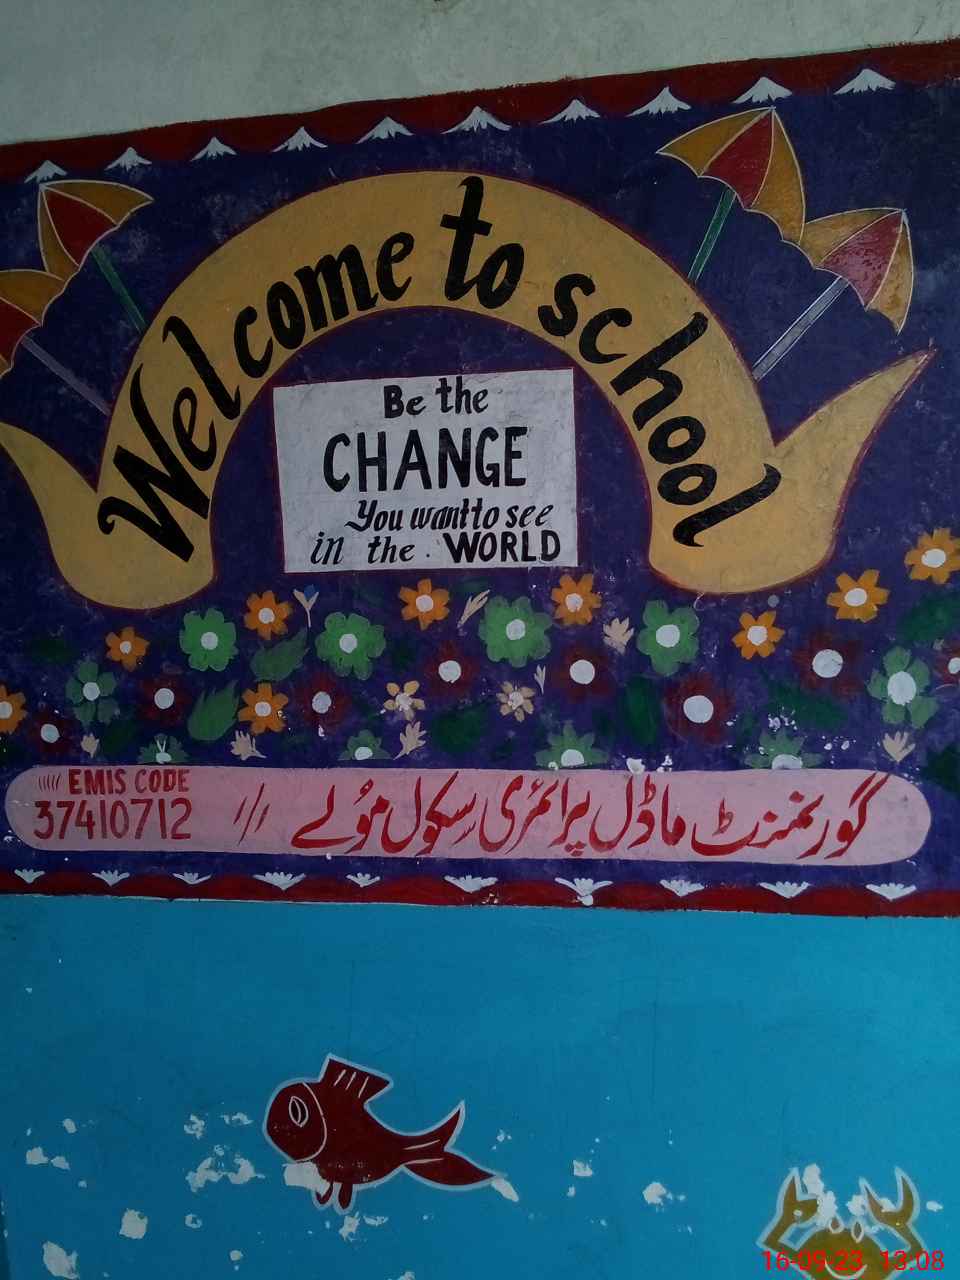 Welcome to school
Be the
CHANGE
You want to see
in the WORLD
EMIS CODE
37410712
گورنمنٹ ماڈل پرائمری سکول مؤلے
16-09-23 13:08